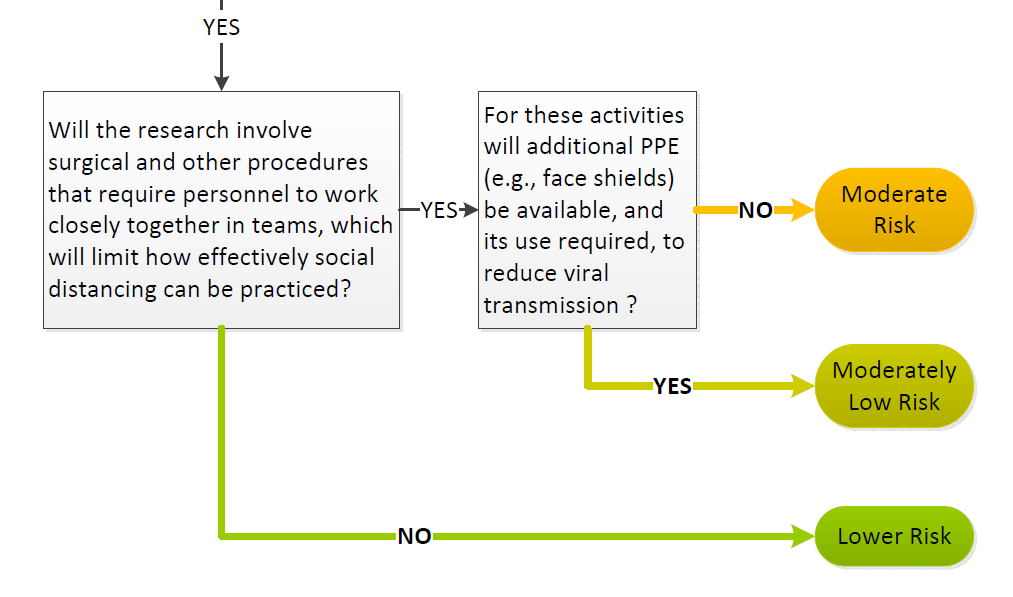 YES
Will the research involve
surgical and other procedures
that require personnel to work
closely together in teams, which
will limit how effectively social
distancing can be practiced?
YES
For these activities
will additional PPE
(e.g., face shields)
be available, and
its use required, to
reduce viral
transmission ?
NO
Moderate
Risk
YES
Moderately
Low Risk
NO
Lower Risk